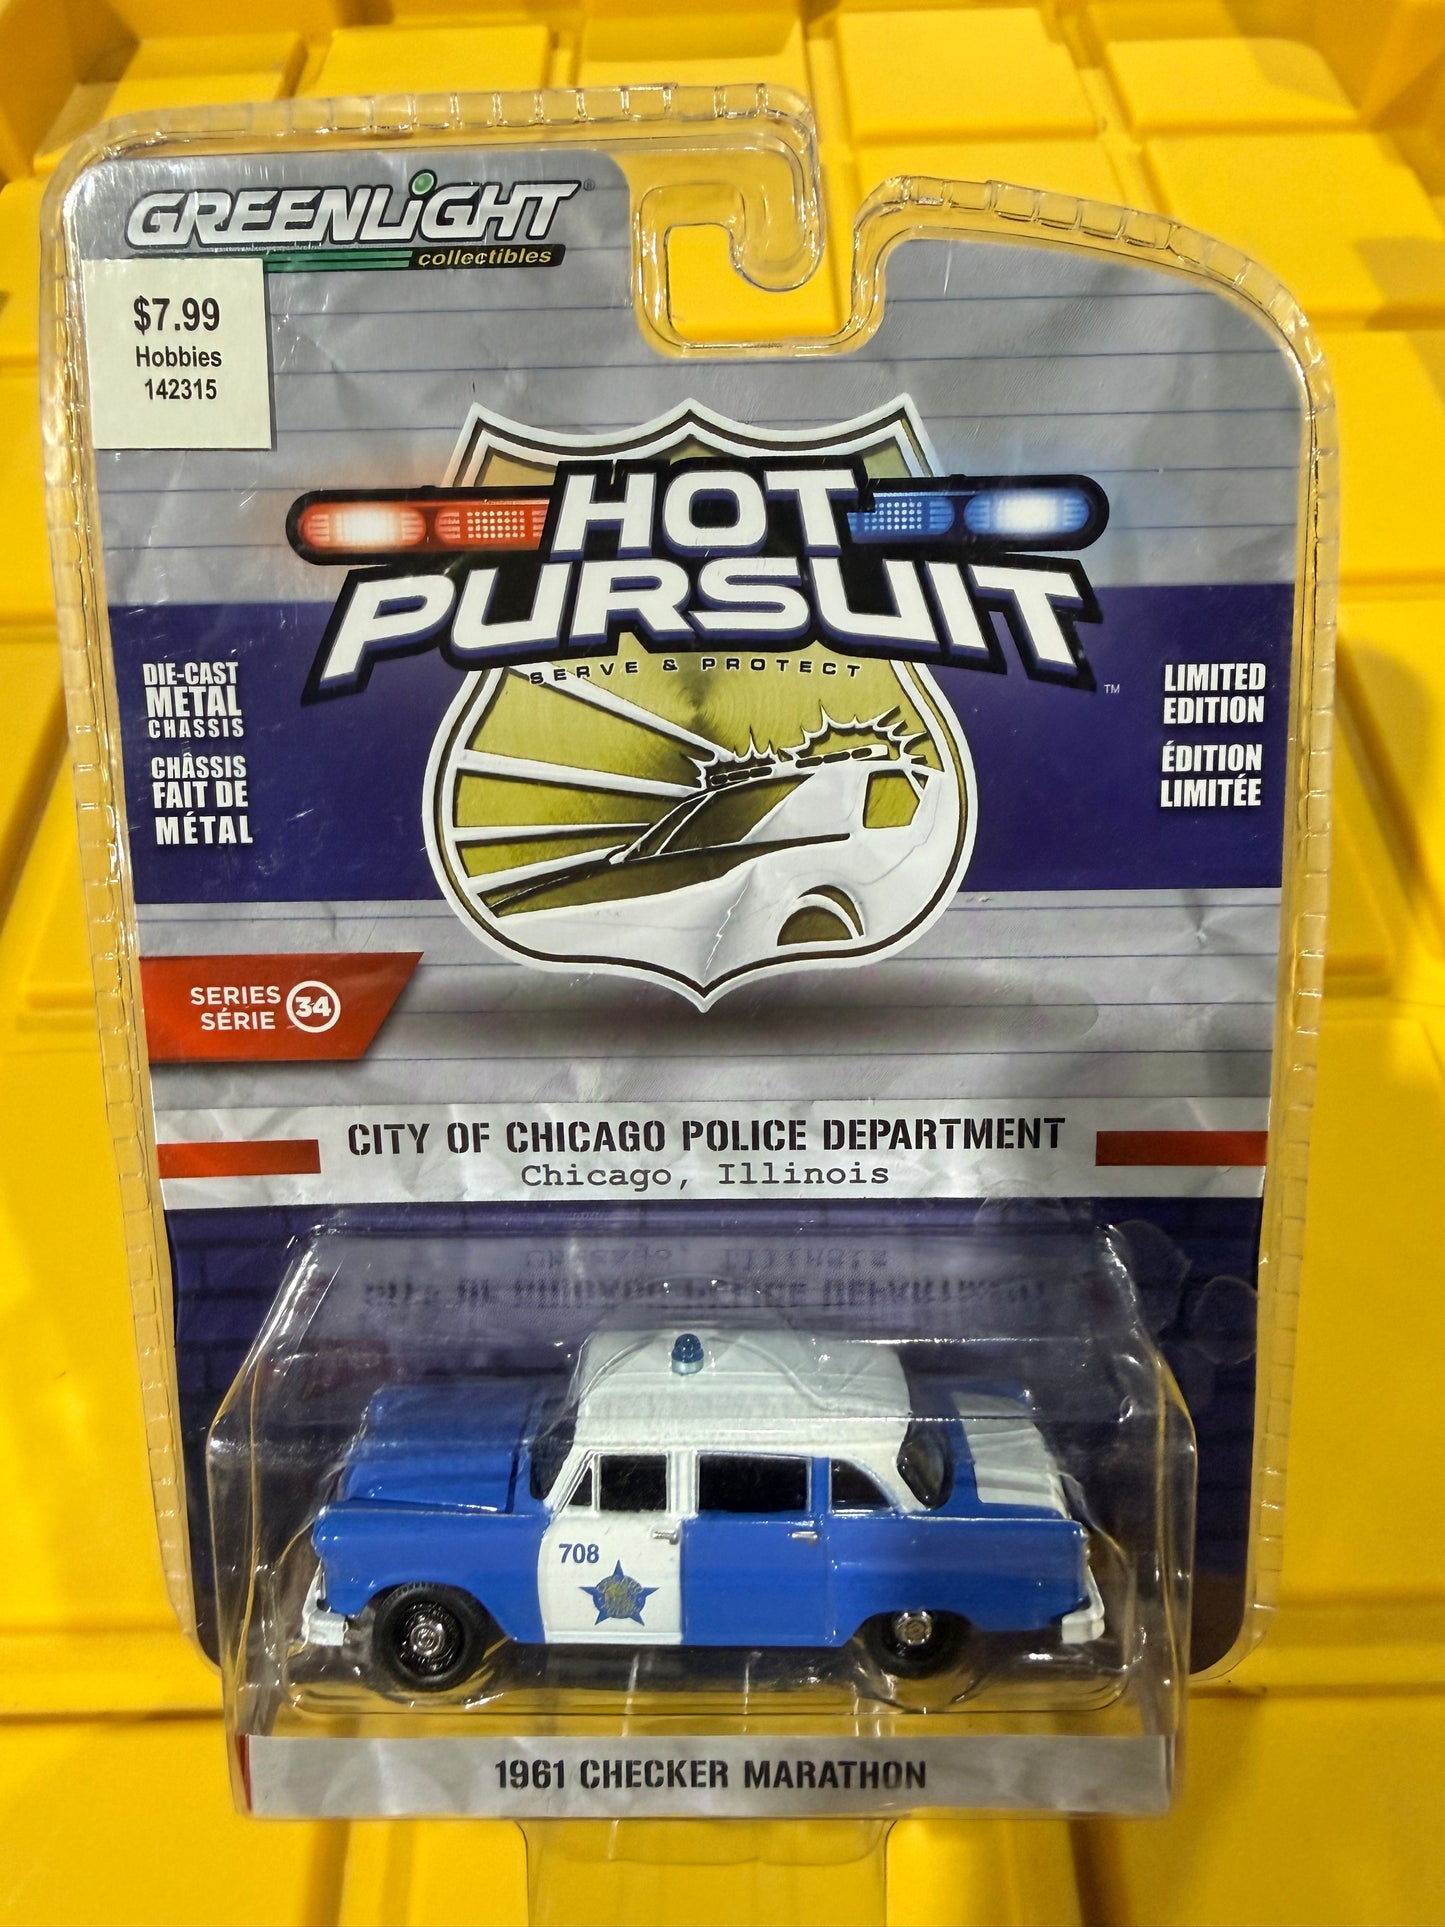 GREENLiGHT®
collectibles
$7.99
Hobbies
142315
HOT
PURSUIT™
SERVE & PROTECT
DIE-CAST
METAL
CHASSIS
CHÂSSIS
FAIT DE
MÉTAL
LIMITED
EDITION
ÉDITION
LIMITÉE
SERIES 34
SÉRIE
CITY OF CHICAGO POLICE DEPARTMENT
Chicago, Illinois
708
1961 CHECKER MARATHON